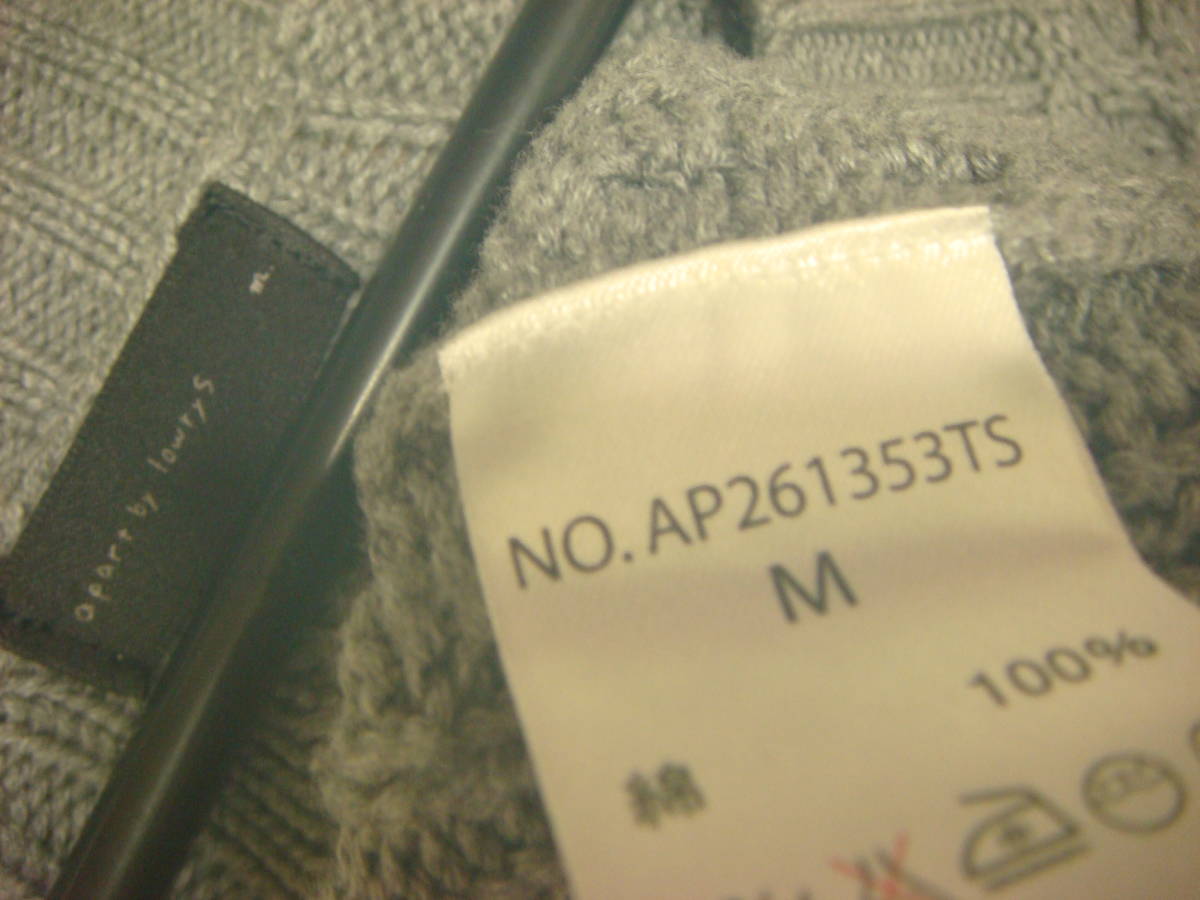 M
apart by lowrys
NO. AP261353TS
M
100%
綿